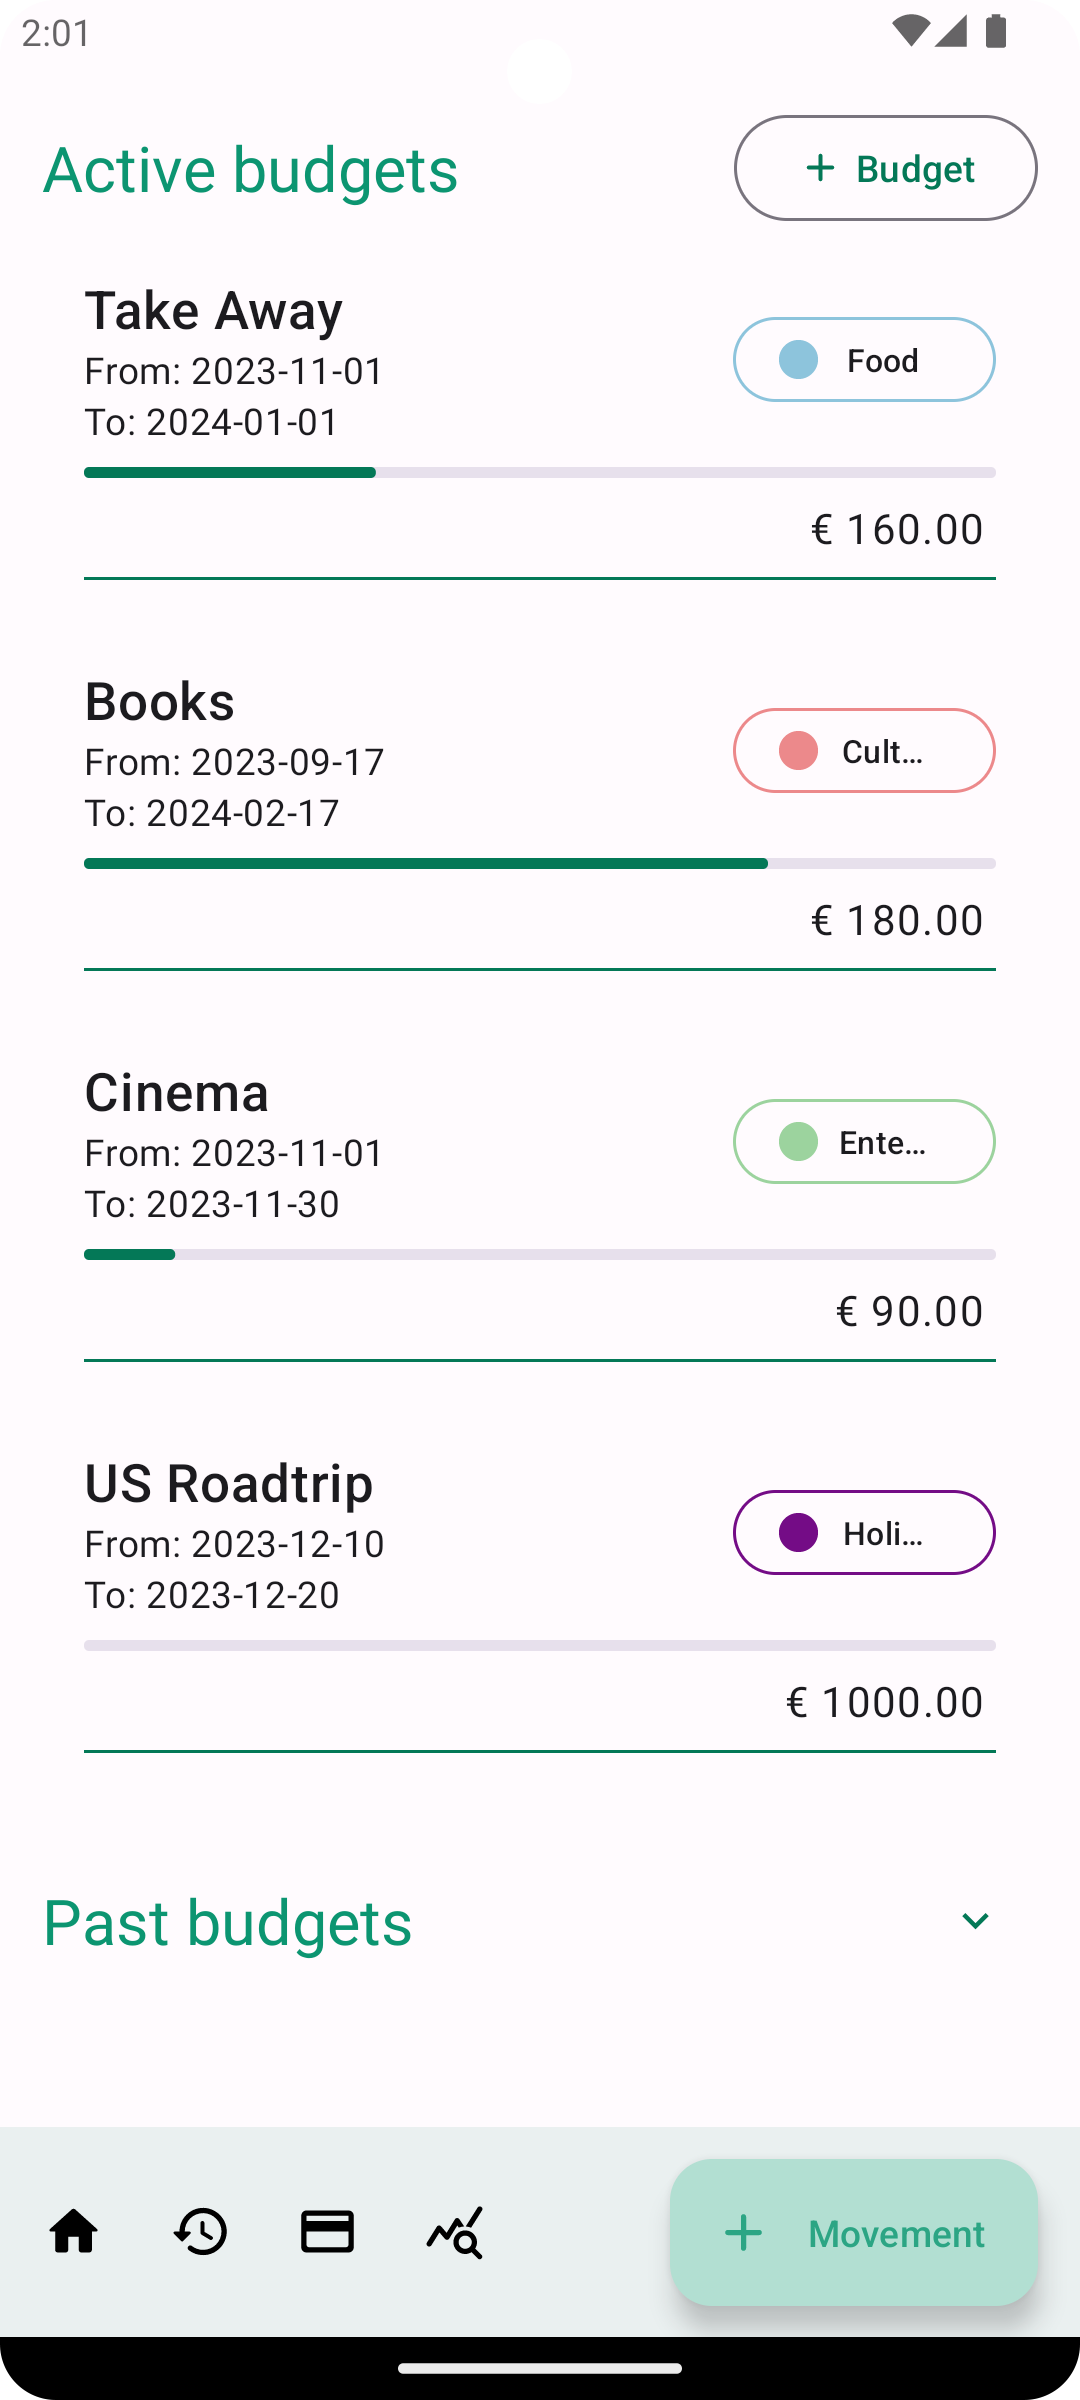 2:01
Active budgets
+ Budget
Take Away
From: 2023-11-01
To: 2024-01-01
Food
€ 160.00
Books
From: 2023-09-17
To: 2024-02-17
Cult…
€ 180.00
Cinema
From: 2023-11-01
To: 2023-11-30
Ente…
€ 90.00
US Roadtrip
From: 2023-12-10
To: 2023-12-20
Holi…
€ 1000.00
Past budgets
+ Movement